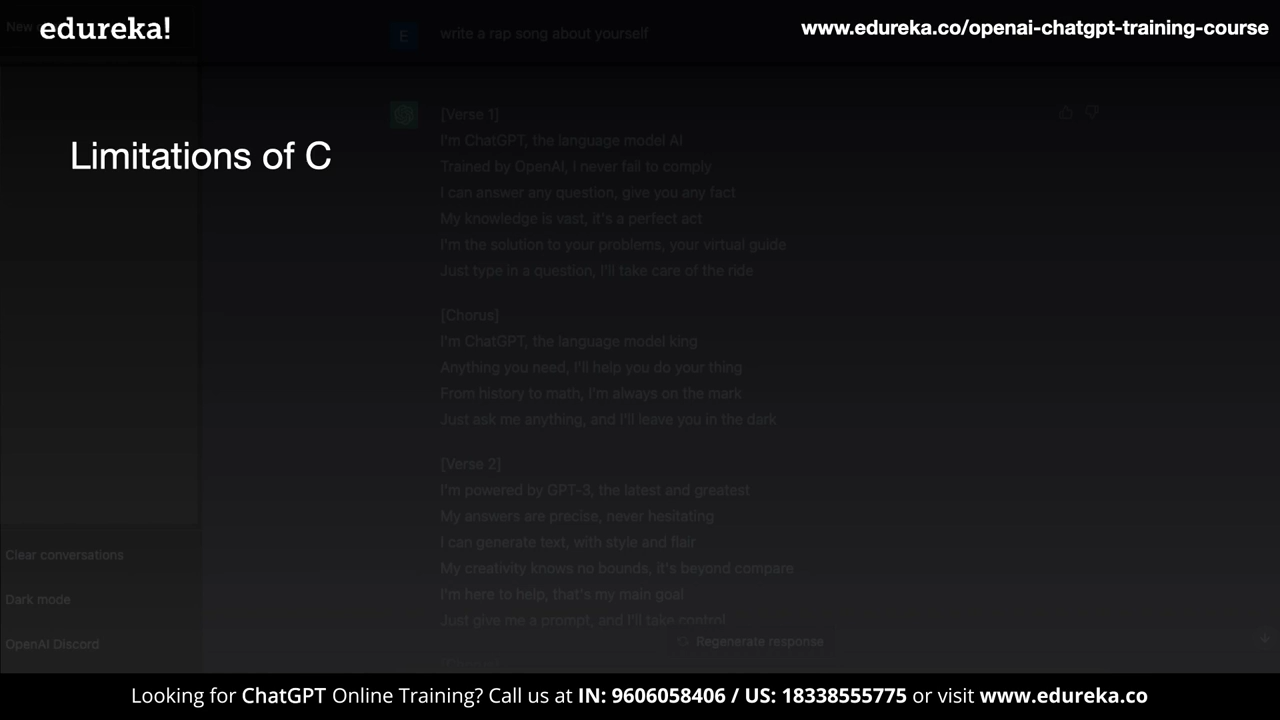 New
edureka!
www.edureka.co/openai-chatgpt-training-course
E
write a rap song about yourself
Limitations of C
[Verse 1]
I'm ChatGPT, the language model AI
Trained by OpenAI, I never fail to comply
I can answer any question, give you any fact
My knowledge is vast, it's a perfect act
I'm the solution to your problems, your virtual guide
Just type in a question, I'll take care of the ride
[Chorus]
I'm ChatGPT, the language model king
Anything you need, I'll help you do your thing
From history to math, I'm always on the mark
Just ask me anything, and I'll leave you in the dark
[Verse 2]
I'm powered by GPT-3, the latest and greatest
My answers are precise, never hesitating
I can generate text, with style and flair
My creativity knows no bounds, it's beyond compare
I'm here to help, that's my main goal
Just give me a prompt, and I'll take control
Clear conversations
Dark mode
OpenAI Discord
Regenerate response
Looking for ChatGPT Online Training? Call us at IN: 9606058406 / US: 18338555775 or visit www.edureka.co